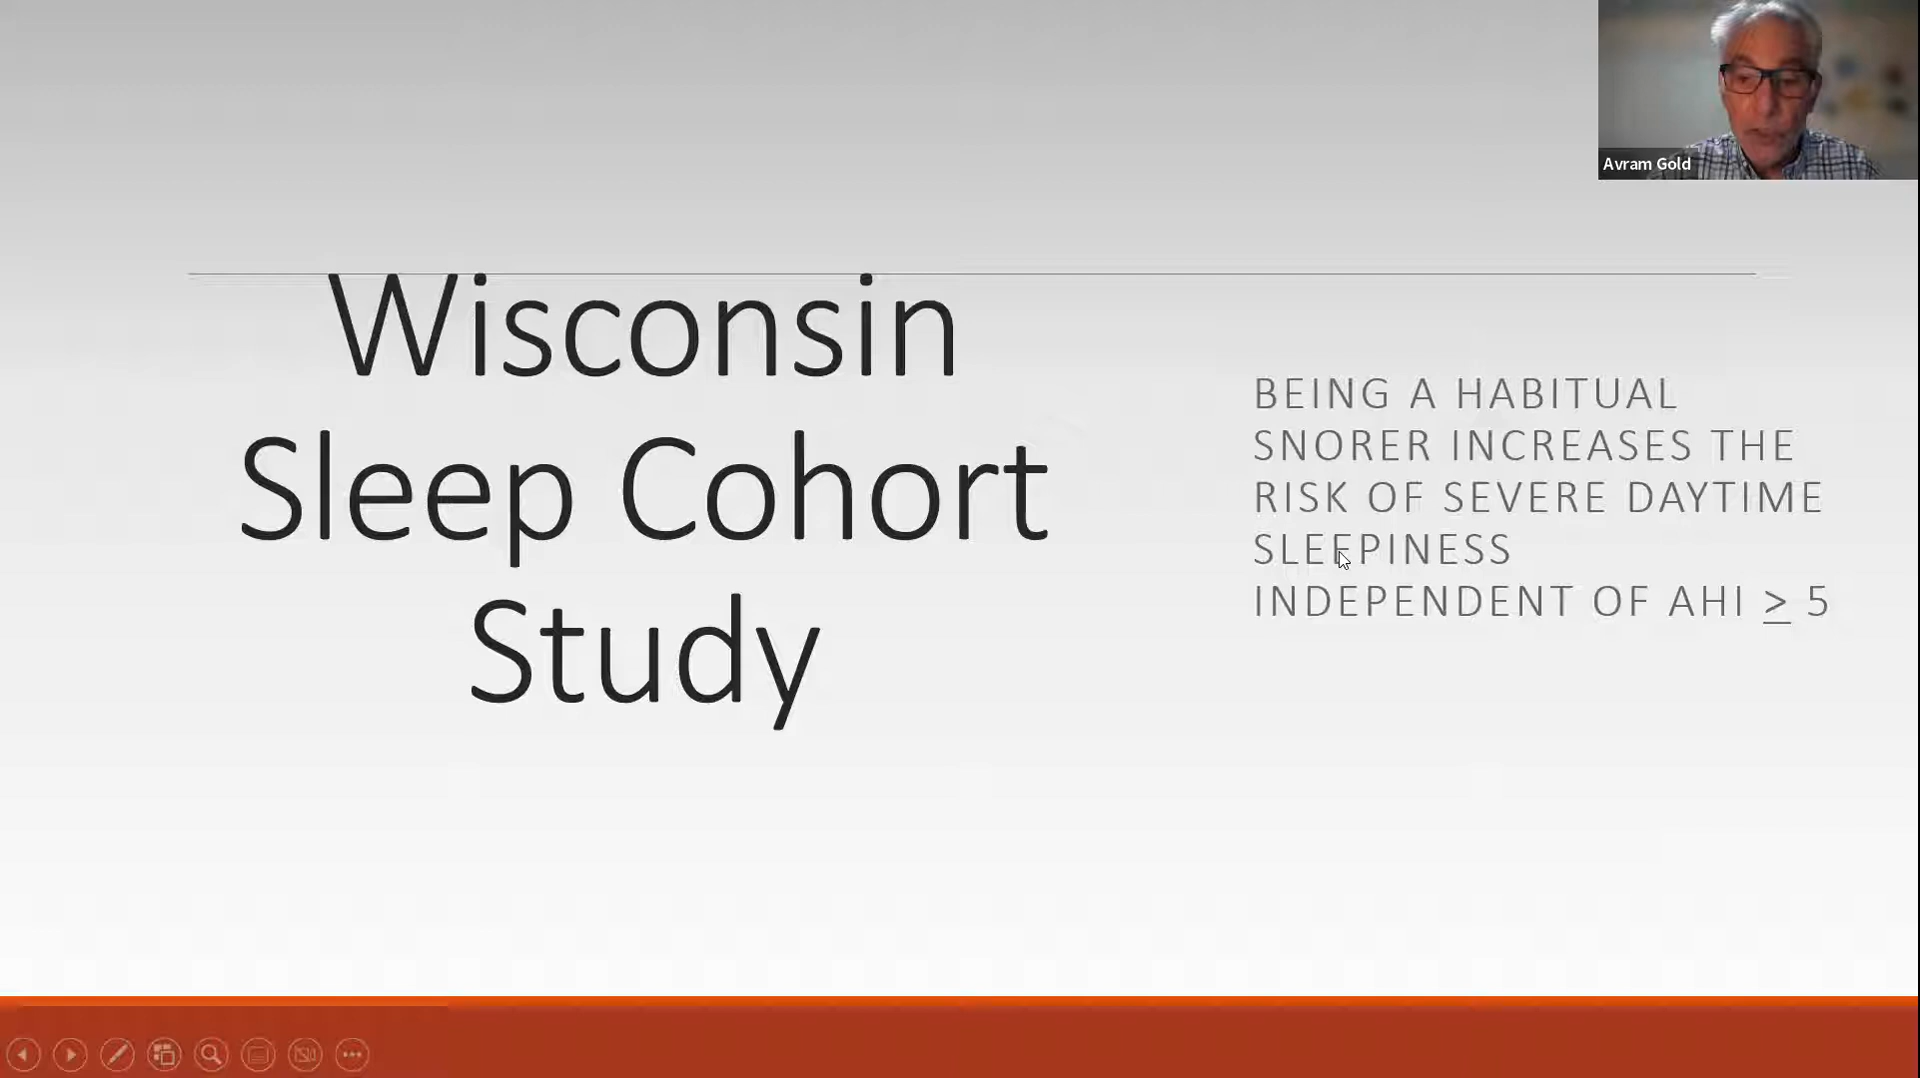 Avram Gold
Wisconsin
Sleep Cohort
Study
BEING A HABITUAL
SNORER INCREASES THE
RISK OF SEVERE DAYTIME
SLEEPINESS
INDEPENDENT OF AHI ≥ 5